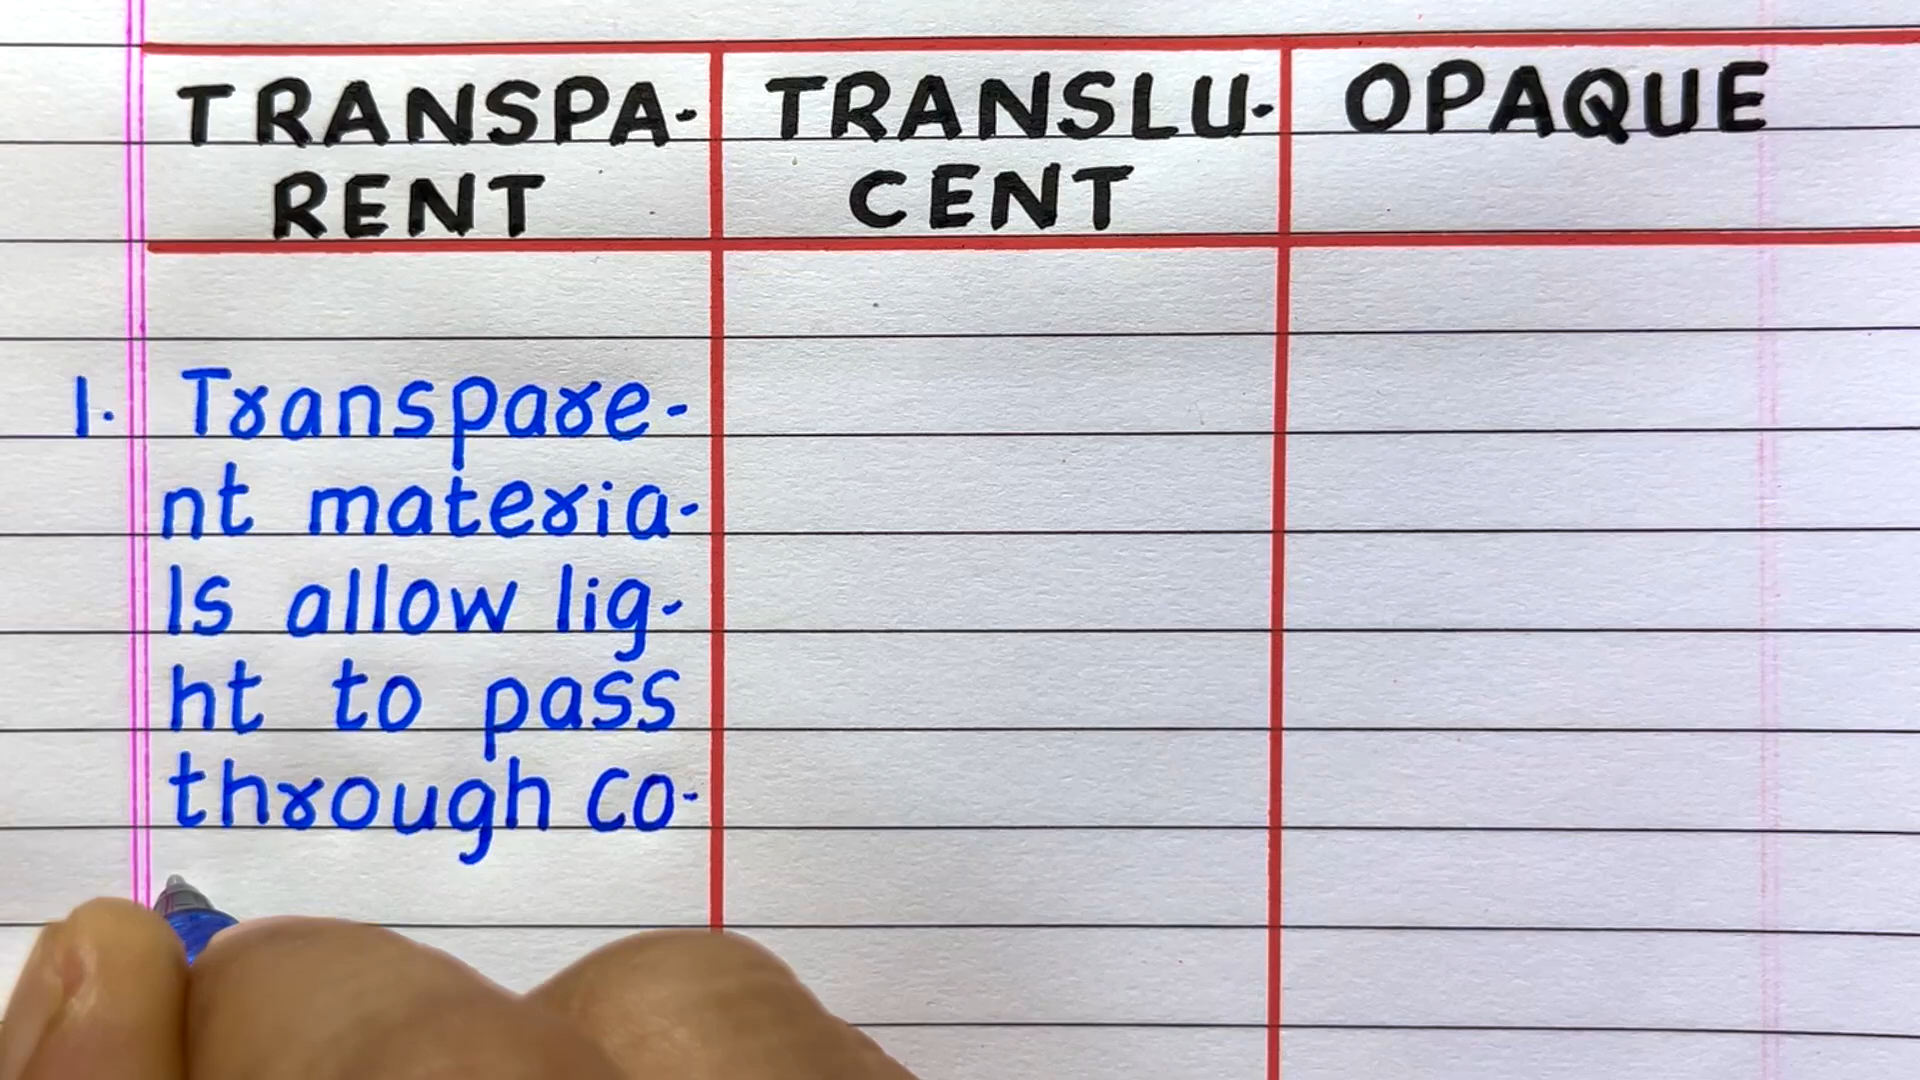 TRANSPA-
RENT
TRANSLU-
CENT
OPAQUE
1. Transpare-
nt materia-
ls allow lig-
ht to pass
through co-